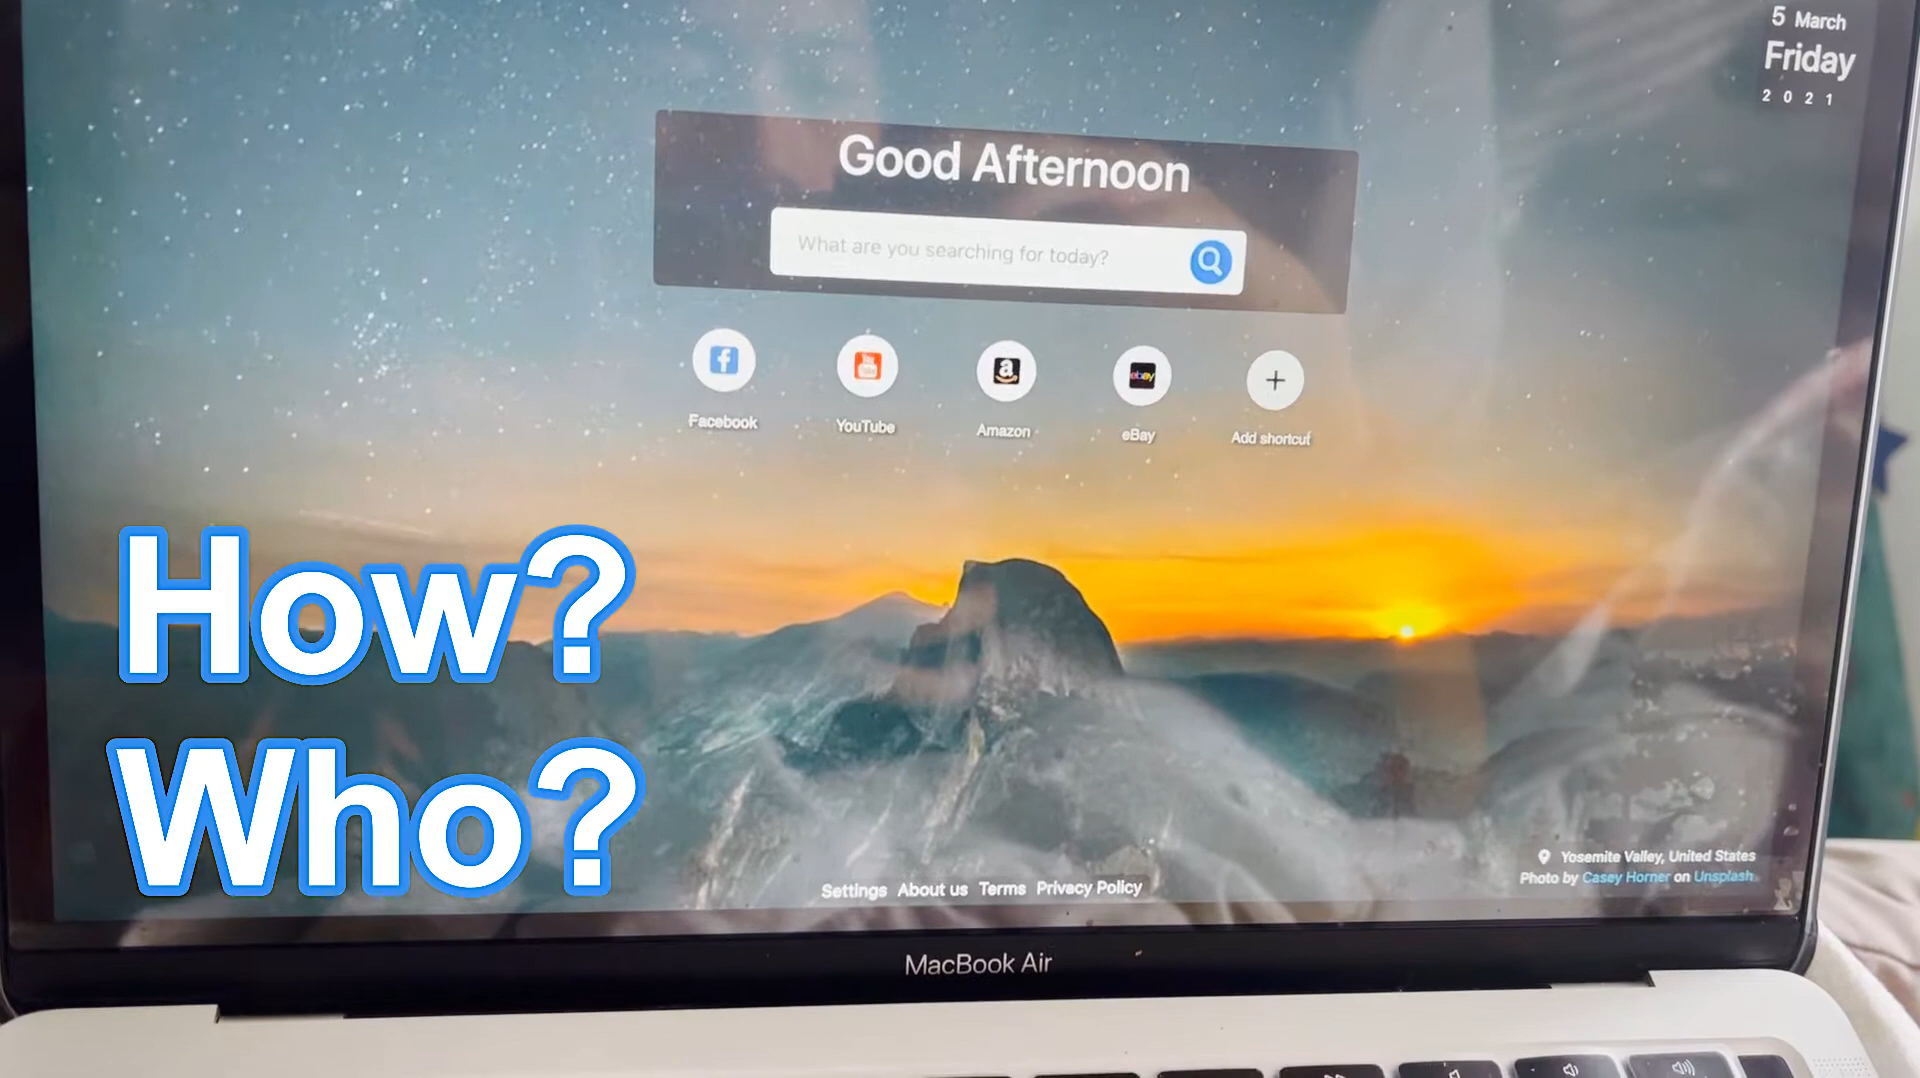 5 March
Friday
2 0 2 1
Good Afternoon
What are you searching for today?
Facebook
YouTube
a
Amazon
ebay
eBay
Add shortcut
How?
Who?
Yosemite Valley, United States
Photo by Casey Horner on Unsplash
Settings About us Terms Privacy Policy
MacBook Air